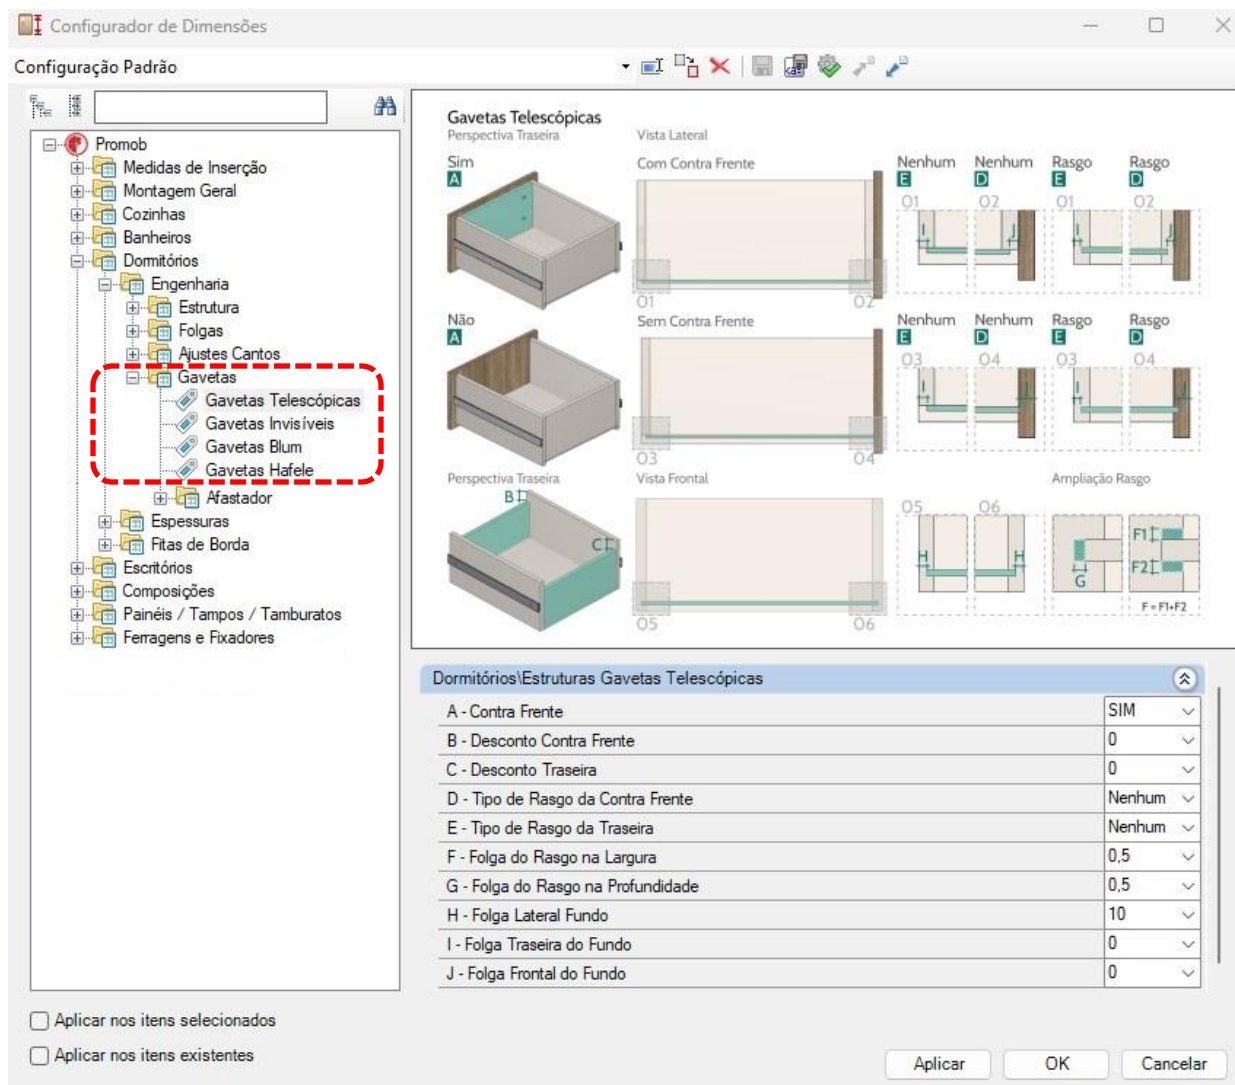 Configurador de Dimensões
Configuração Padrão
Promob
Medidas de Inserção
Montagem Geral
Cozinhas
Banheiros
Dormitórios
Engenharia
Estrutura
Folgas
Ajustes Cantos
Gavetas
Gavetas Telescópicas
Gavetas Invisíveis
Gavetas Blum
Gavetas Hafele
Afastador
Espessuras
Fitas de Borda
Escritórios
Composições
Painéis / Tampos / Tamburatos
Ferragens e Fixadores
Gavetas Telescópicas
Perspectiva Traseira Vista Lateral
Sim Com Contra Frente Nenhum Nenhum Rasgo Rasgo
A E D E D
01 02 01 02
I J I J
01 02
Não Sem Contra Frente Nenhum Nenhum Rasgo Rasgo
A E D E D
03 04 03 04
I I I I
03 04
Perspectiva Traseira Vista Frontal Ampliação Rasgo
B 05 06
C H H G F1 F2
F = F1+F2
05 06
Dormitórios\Estruturas Gavetas Telescópicas
A - Contra Frente SIM
B - Desconto Contra Frente 0
C - Desconto Traseira 0
D - Tipo de Rasgo da Contra Frente Nenhum
E - Tipo de Rasgo da Traseira Nenhum
F - Folga do Rasgo na Largura 0,5
G - Folga do Rasgo na Profundidade 0,5
H - Folga Lateral Fundo 10
I - Folga Traseira do Fundo 0
J - Folga Frontal do Fundo 0
Aplicar nos itens selecionados
Aplicar nos itens existentes
Aplicar OK Cancelar